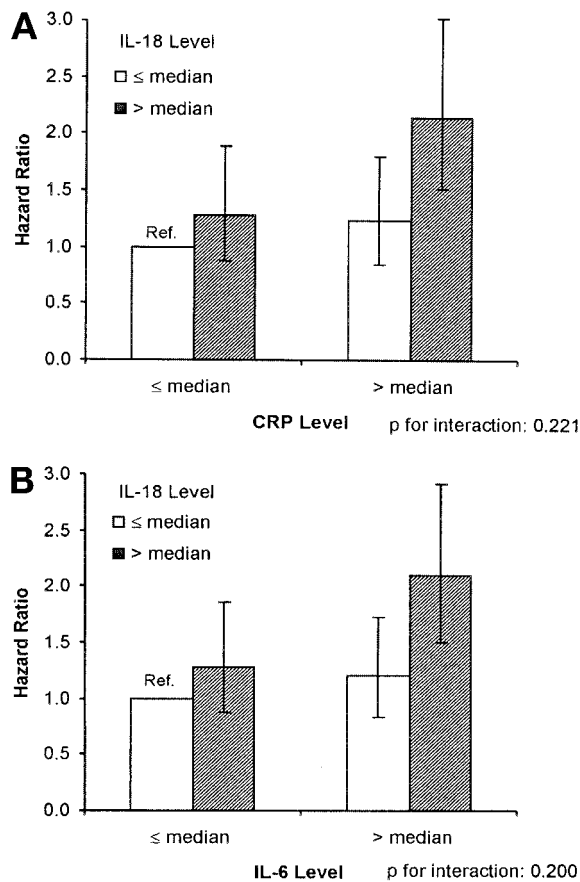 A
3.0
2.5
2.0
1.5
1.0
0.5
0.0
Hazard Ratio
IL-18 Level
≤ median
> median
Ref.
≤ median
> median
CRP Level
p for interaction: 0.221
B
3.0
2.5
2.0
1.5
1.0
0.5
0.0
Hazard Ratio
IL-18 Level
≤ median
> median
Ref.
≤ median
> median
IL-6 Level
p for interaction: 0.200